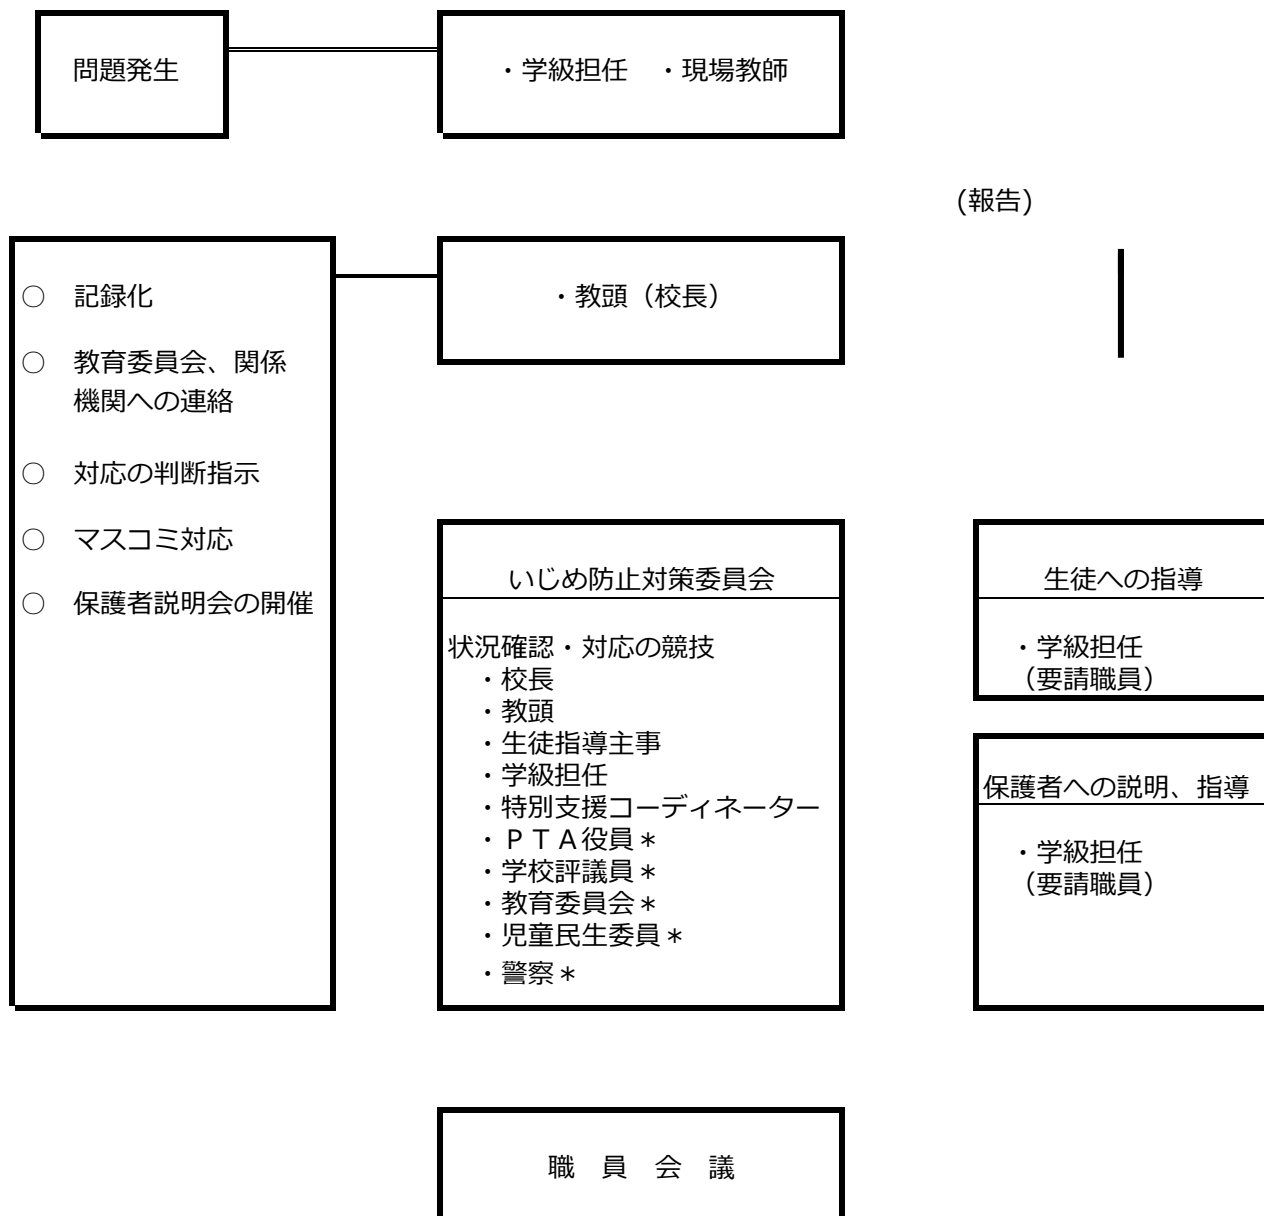 問題発生
・学級担任　・現場教師
(報告)
○　記録化
○　教育委員会、関係
機関への連絡
○　対応の判断指示
○　マスコミ対応
○　保護者説明会の開催
・教頭（校長）
いじめ防止対策委員会
状況確認・対応の競技
・校長
・教頭
・生徒指導主事
・学級担任
・特別支援コーディネーター
・ＰＴＡ役員＊
・学校評議員＊
・教育委員会＊
・児童民生委員＊
・警察＊
生徒への指導
・学級担任
（要請職員）
保護者への説明、指導
・学級担任
（要請職員）
職　員　会　議